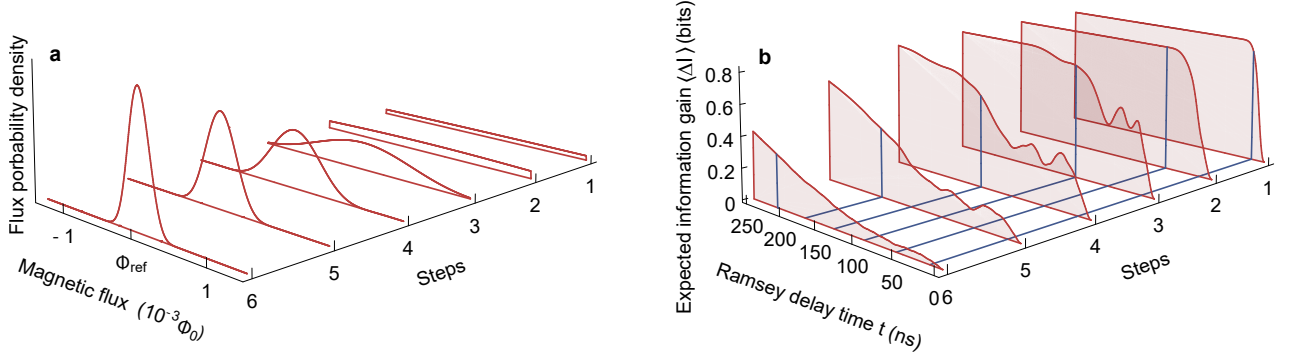 a
Flux porbability density
- 1
Φref
1
Magnetic flux (10-3Φ0)
6
5
4
3
2
1
Steps
b
Expected information gain ⟨ΔI ⟩ (bits)
0.8
0.6
0.4
0.2
0
250
200
150
100
50
0
Ramsey delay time t (ns)
6
5
4
3
2
1
Steps